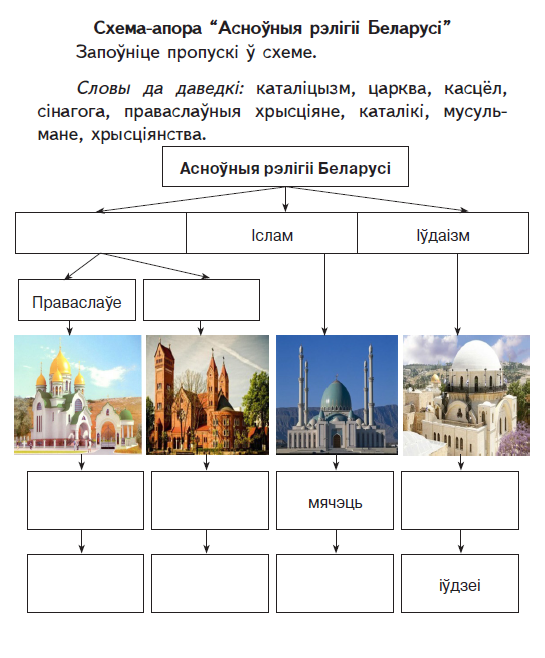 Схема-апора “Асноўныя рэлігіі Беларусі”
Запоўніце пропускі ў схеме.
Словы да даведкі: каталіцызм, царква, касцёл,
сінагога, праваслаўныя хрысціяне, каталікі, мусуль-
мане, хрысціянства.
Асноўныя рэлігіі Беларусі
Іслам
Іўдаізм
Праваслаўе
мячэць
іўдзеі